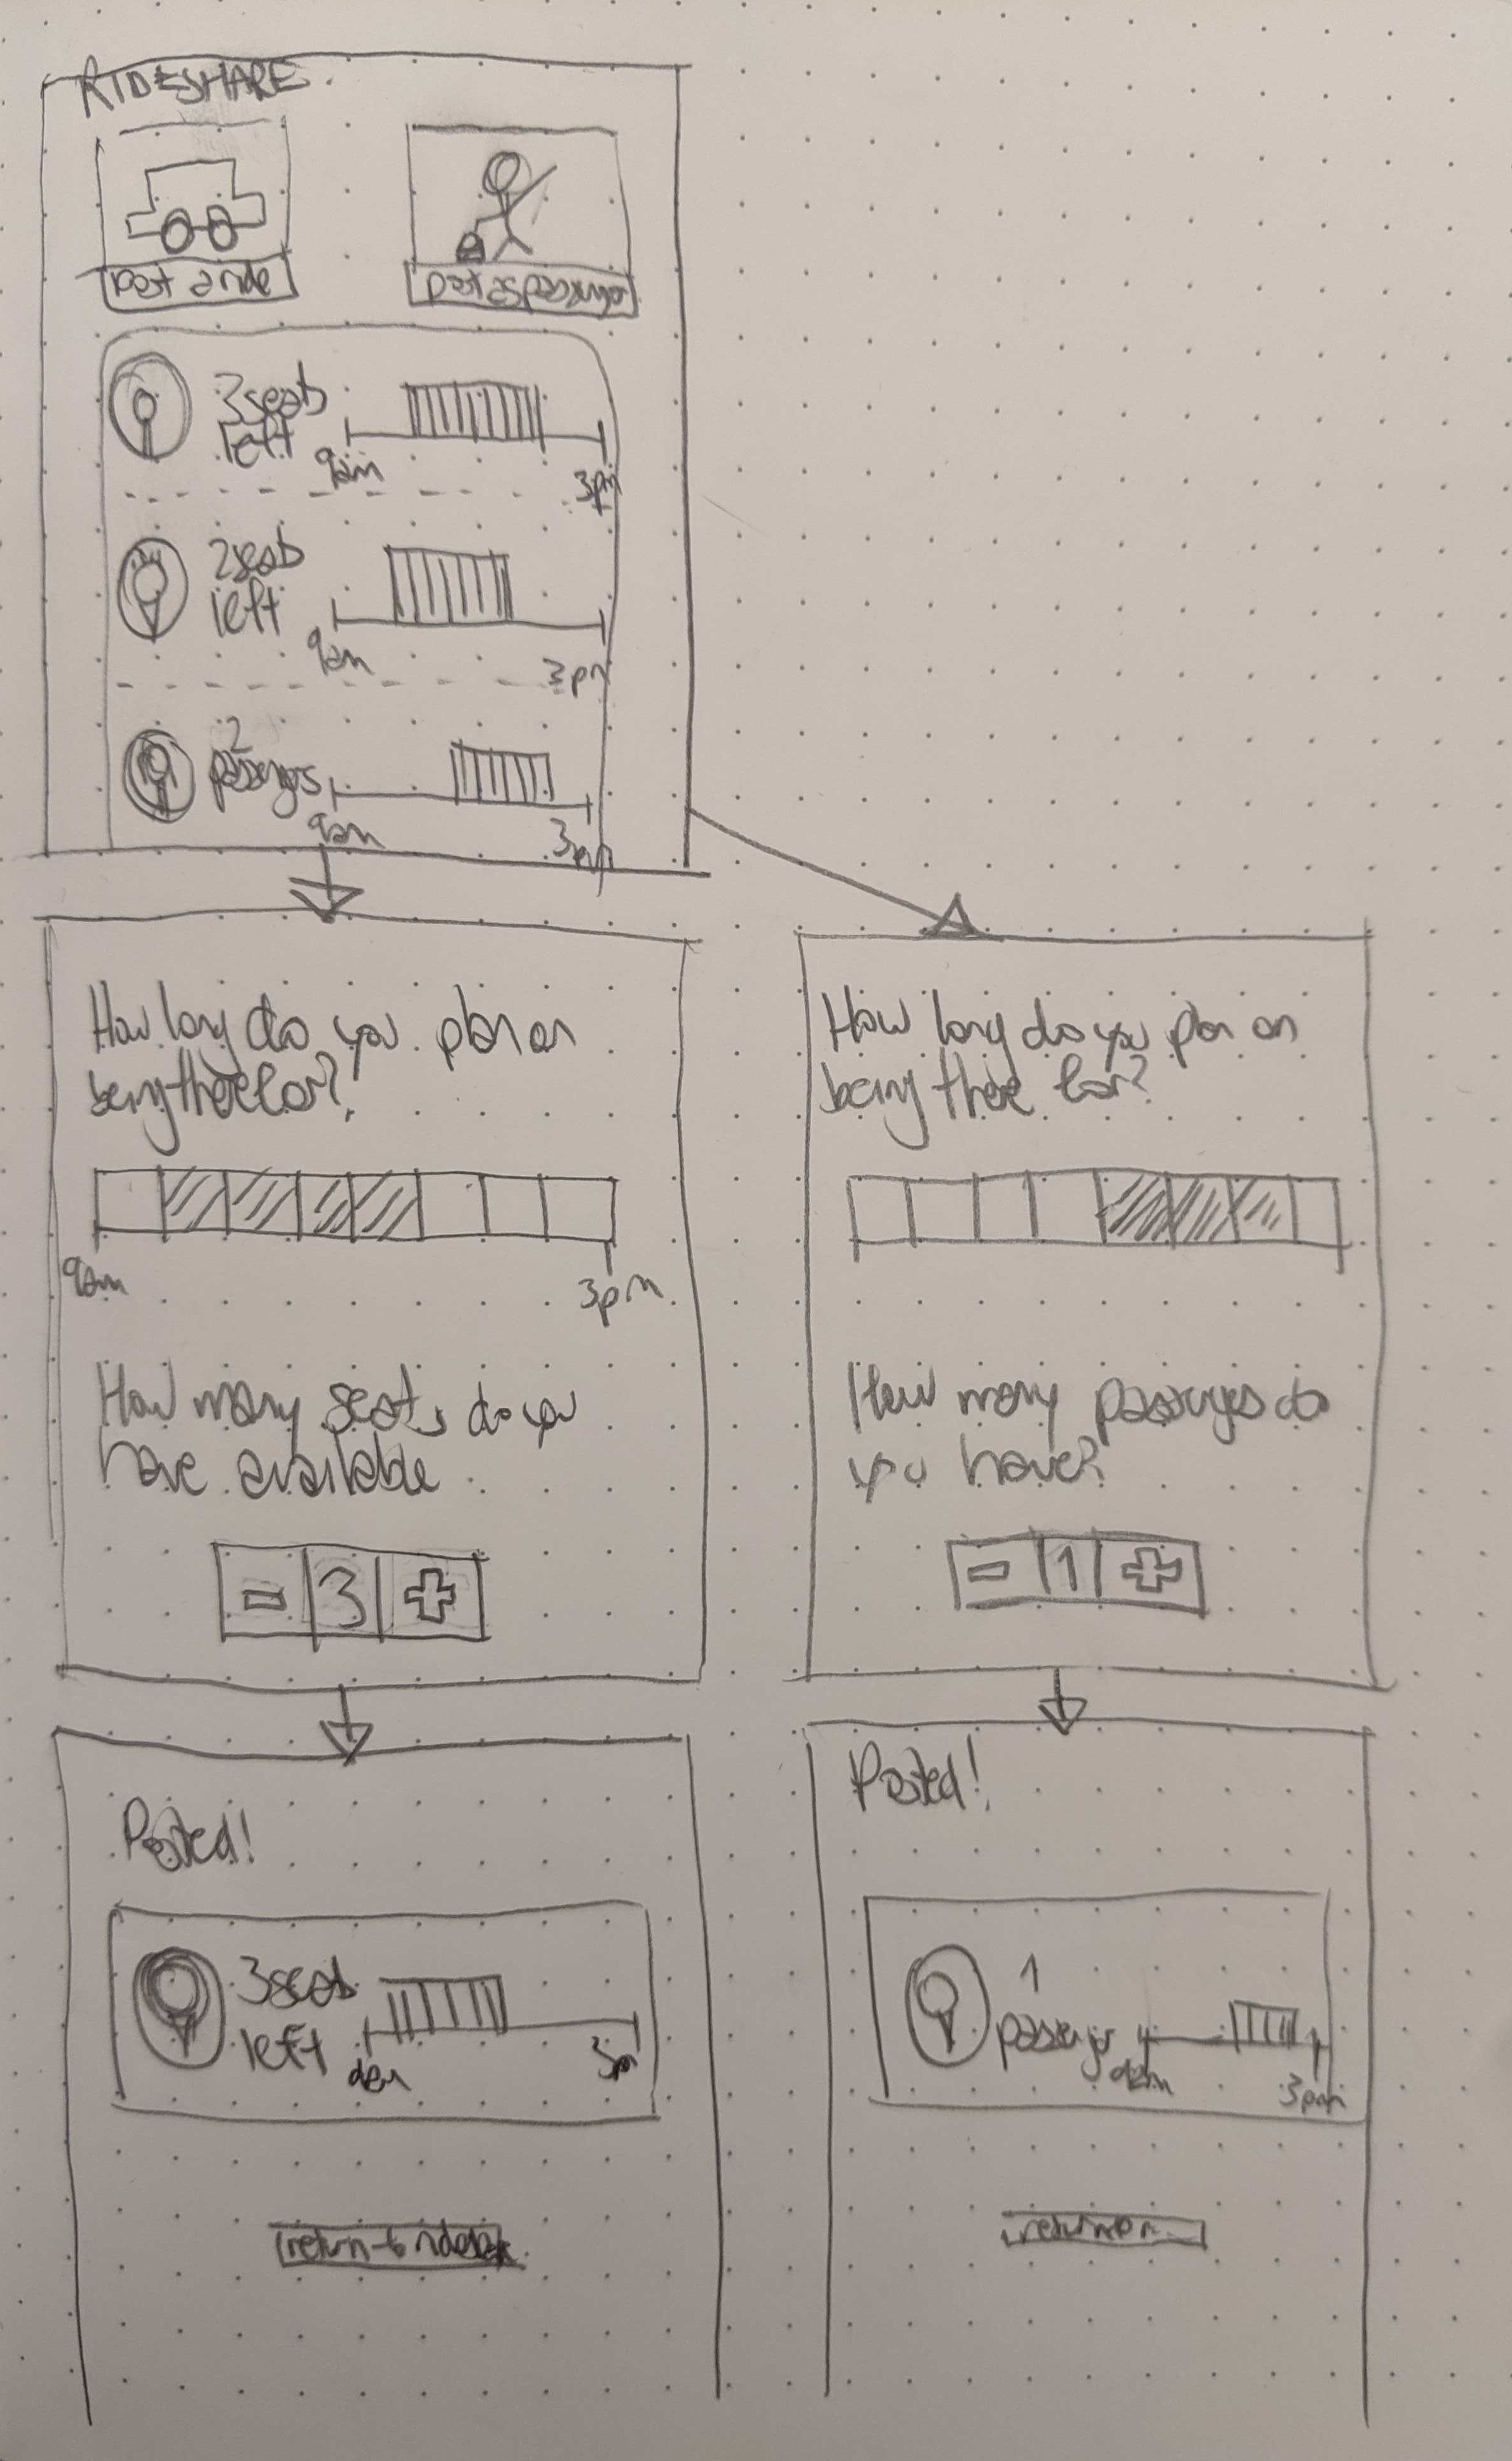 RIDESHARE
post a ride
post as passenger
3 seats
left
9am
3pm
2 seats
left
9am
3pm
2
passengers
9am
3pm
How long do you plan on
being there for?
9am
3pm
How many seats do you
have available
- 3 +
Posted!
3 seats
left
9am
3pm
return to rideshare
How long do you plan on
being there for?
How many passengers do
you have?
- 1 +
Posted!
1
passenger
9am
3pm
return